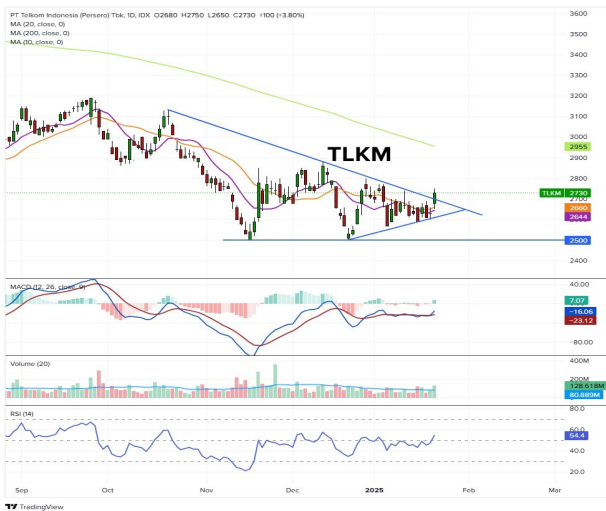 PT Telkom Indonesia (Persero) Tbk, 1D, IDX O2680 H2750 L2650 C2730 +100 (+3.80%)
MA (20, close, 0)
MA (200, close, 0)
MA (10, close, 0)
3600
3500
3400
3300
3200
3100
3000
2955
2900
TLKM
2800
TLKM 2730
2700
2660
2644
2500
2400
MACD (12, 26, close, 9)
40.00
7.07
−16.06
−23.12
−80.00
Volume (20)
400M
200M
128.618M
80.889M
RSI (14)
80.0
60.0
54.4
40.0
20.0
Sep Oct Nov Dec 2025 Feb Mar
TradingView